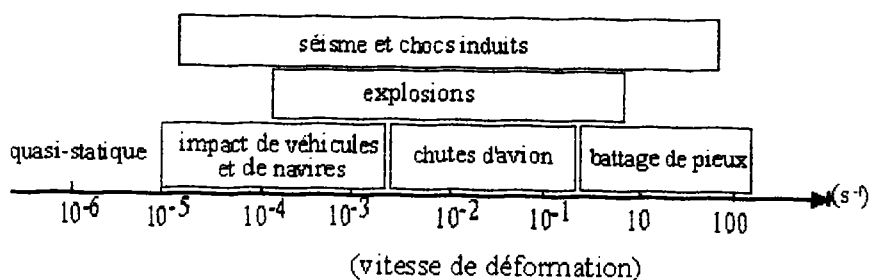 séisme et chocs induits
explosions
quasi-statique
impact de véhicules
et de navires
chutes d'avion
battage de pieux
10⁻⁶ 10⁻⁵ 10⁻⁴ 10⁻³ 10⁻² 10⁻¹ 10 100 (s⁻¹)
(vitesse de déformation)